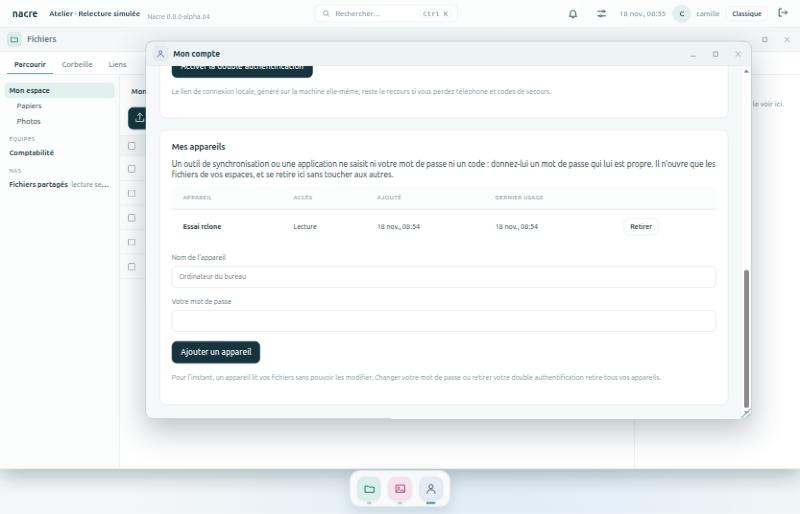 nacre
Atelier · Relecture simulée
Nacre 0.0.0-alpha.64
Rechercher...
Ctrl K
18 nov., 08:55
C
camille
Classique
Fichiers
Parcourir
Corbeille
Liens
Mon espace
Papiers
Photos
ÉQUIPES
Comptabilité
NAS
Fichiers partagés lecture se...
Mon
le voir ici.
Mon compte
Activer la double authentification
Le lien de connexion locale, généré sur la machine elle-même, reste le recours si vous perdez téléphone et codes de secours.
Mes appareils
Un outil de synchronisation ou une application ne saisit ni votre mot de passe ni un code : donnez-lui un mot de passe qui lui est propre. Il n'ouvre que les
fichiers de vos espaces, et se retire ici sans toucher aux autres.
APPAREIL
ACCÈS
AJOUTÉ
DERNIER USAGE
Essai rclone
Lecture
18 nov., 08:54
18 nov., 08:54
Retirer
Nom de l'appareil
Ordinateur du bureau
Votre mot de passe
Ajouter un appareil
Pour l'instant, un appareil lit vos fichiers sans pouvoir les modifier. Changer votre mot de passe ou retirer votre double authentification retire tous vos appareils.